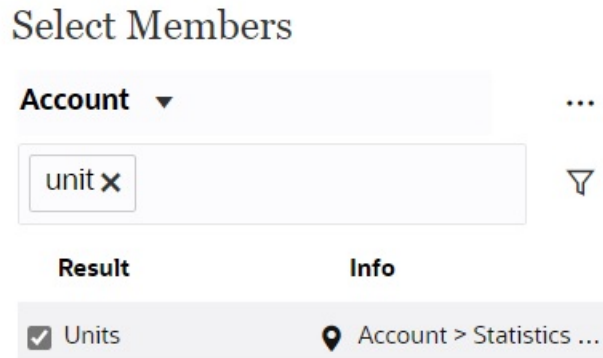 Select Members
Account ...
unit
Result Info
Units Account > Statistics ...